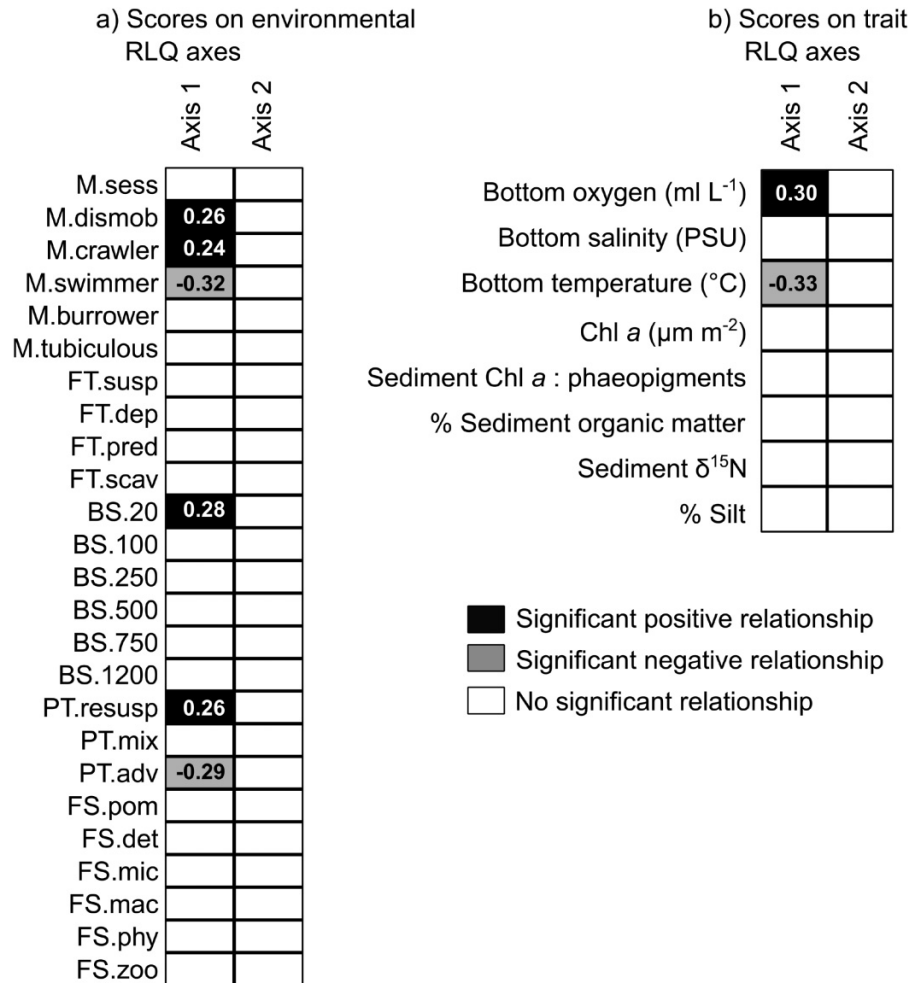 a) Scores on environmental
RLQ axes
Axis 1
Axis 2
M.sess
M.dismob 0.26
M.crawler 0.24
M.swimmer -0.32
M.burrower
M.tubiculous
FT.susp
FT.dep
FT.pred
FT.scav
BS.20 0.28
BS.100
BS.250
BS.500
BS.750
BS.1200
PT.resusp 0.26
PT.mix
PT.adv -0.29
FS.pom
FS.det
FS.mic
FS.mac
FS.phy
FS.zoo
b) Scores on trait
RLQ axes
Axis 1
Axis 2
Bottom oxygen (ml L⁻¹) 0.30
Bottom salinity (PSU)
Bottom temperature (°C) -0.33
Chl a (μm m⁻²)
Sediment Chl a : phaeopigments
% Sediment organic matter
Sediment δ¹⁵N
% Silt
Significant positive relationship
Significant negative relationship
No significant relationship